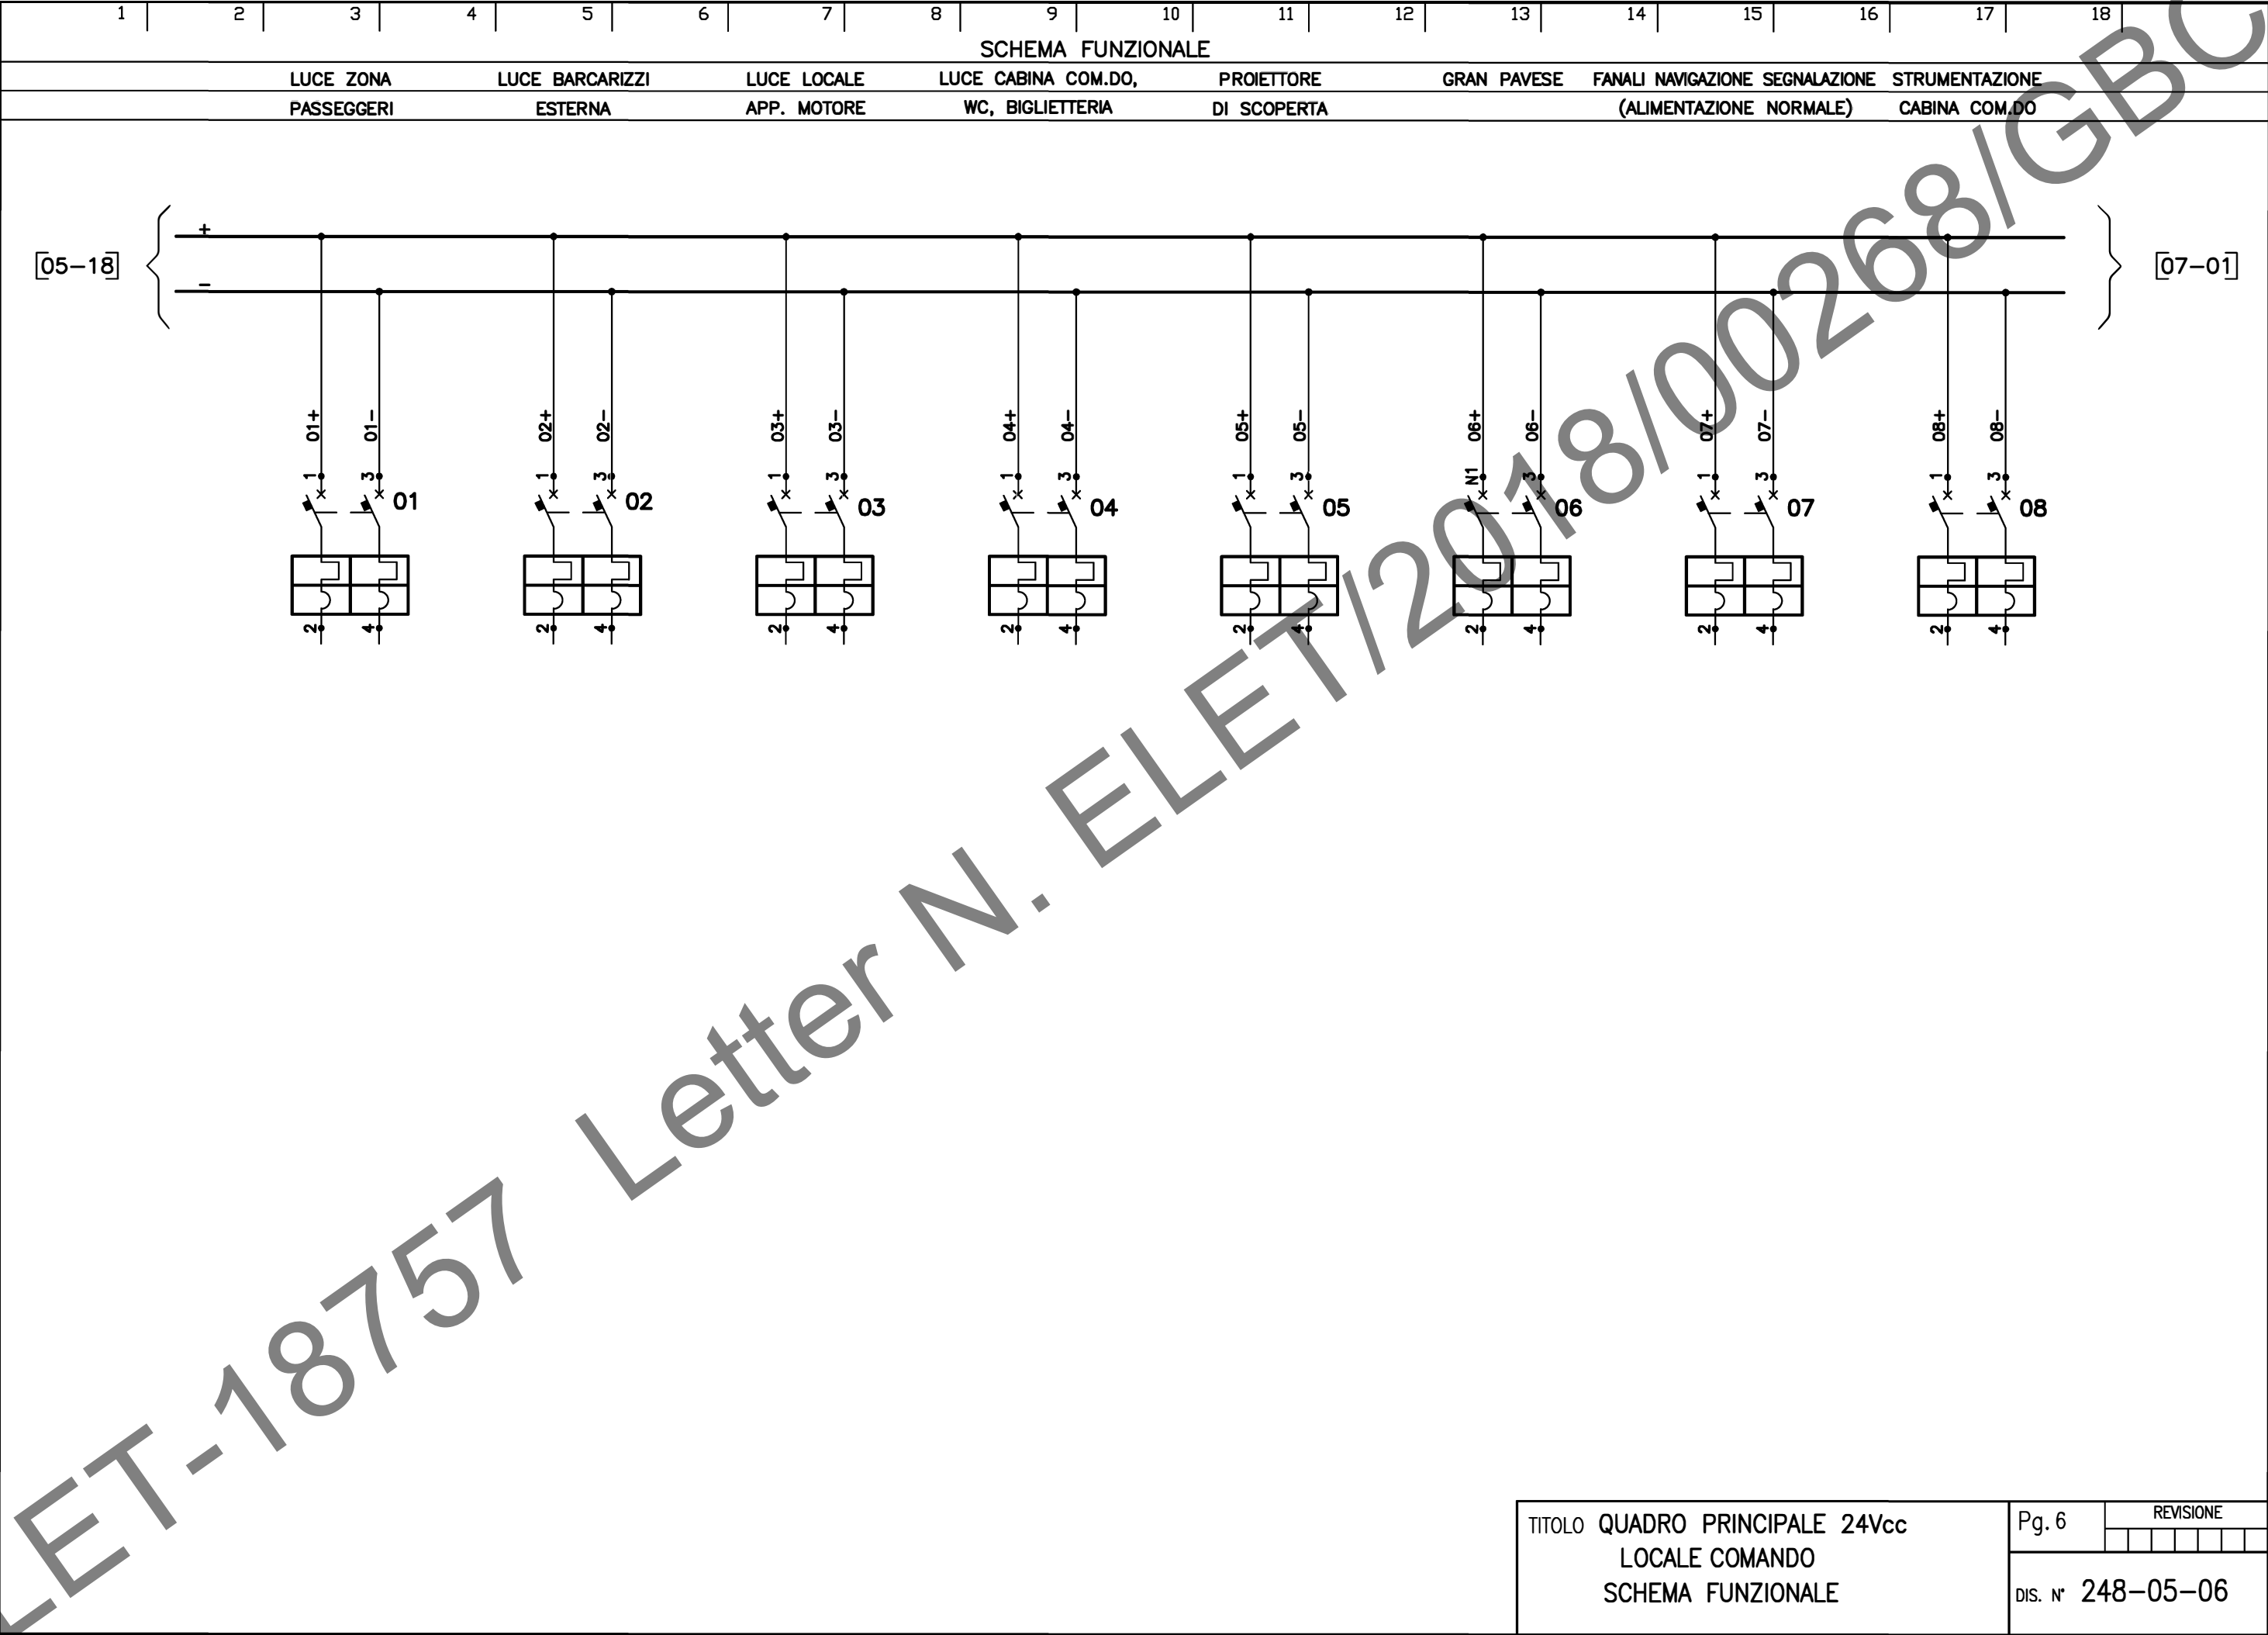 1 2 3 4 5 6 7 8 9 10 11 12 13 14 15 16 17 18
SCHEMA FUNZIONALE
LUCE ZONA LUCE BARCARIZZI LUCE LOCALE LUCE CABINA COM.DO, PROIETTORE GRAN PAVESE FANALI NAVIGAZIONE SEGNALAZIONE STRUMENTAZIONE
PASSEGGERI ESTERNA APP. MOTORE WC, BIGLIETTERIA DI SCOPERTA (ALIMENTAZIONE NORMALE) CABINA COM.DO
+
[05-18] [07-01]
-
01+ 01- 02+ 02- 03+ 03- 04+ 04- 05+ 05- 06+ 06- 07+ 07- 08+ 08-
1 3 1 3 1 3 1 3 1 3 N1 3 1 3 1 3
01 02 03 04 05 06 07 08
2 4 2 4 2 4 2 4 2 4 2 4 2 4 2 4
LET-18757 Letter N. ELET/2018/00268/GBC
TITOLO QUADRO PRINCIPALE 24Vcc
LOCALE COMANDO
SCHEMA FUNZIONALE
Pg. 6 REVISIONE
DIS. N° 248-05-06